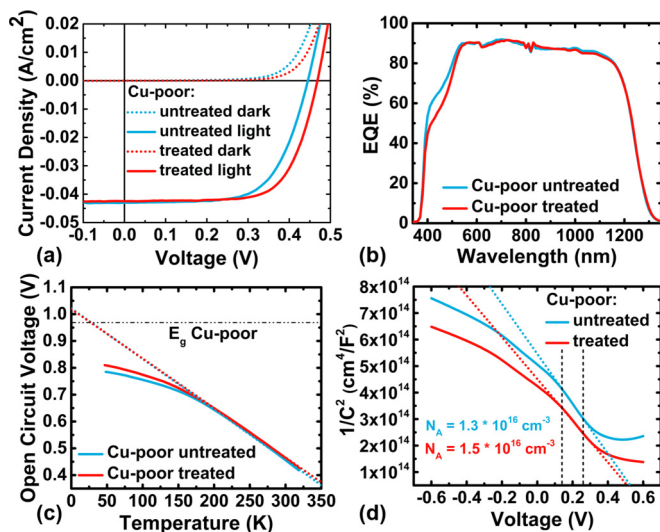 0.02
0.01
0.00
-0.01
-0.02
-0.03
-0.04
-0.05
Current Density (A/cm²)
Cu-poor:
untreated dark
untreated light
treated dark
treated light
-0.1 0.0 0.1 0.2 0.3 0.4 0.5
(a) Voltage (V)
100
80
60
40
20
0
EQE (%)
Cu-poor untreated
Cu-poor treated
400 600 800 1000 1200
(b) Wavelength (nm)
1.1
1.0
0.9
0.8
0.7
0.6
0.5
0.4
Open Circuit Voltage (V)
E_g Cu-poor
Cu-poor untreated
Cu-poor treated
0 50 100 150 200 250 300 350
(c) Temperature (K)
8x10¹⁴
7x10¹⁴
6x10¹⁴
5x10¹⁴
4x10¹⁴
3x10¹⁴
2x10¹⁴
1x10¹⁴
1/C² (cm⁴/F²)
Cu-poor:
untreated
treated
N_A = 1.3 * 10¹⁶ cm⁻³
N_A = 1.5 * 10¹⁶ cm⁻³
-0.6 -0.4 -0.2 0.0 0.2 0.4 0.6
Voltage (V) (d)